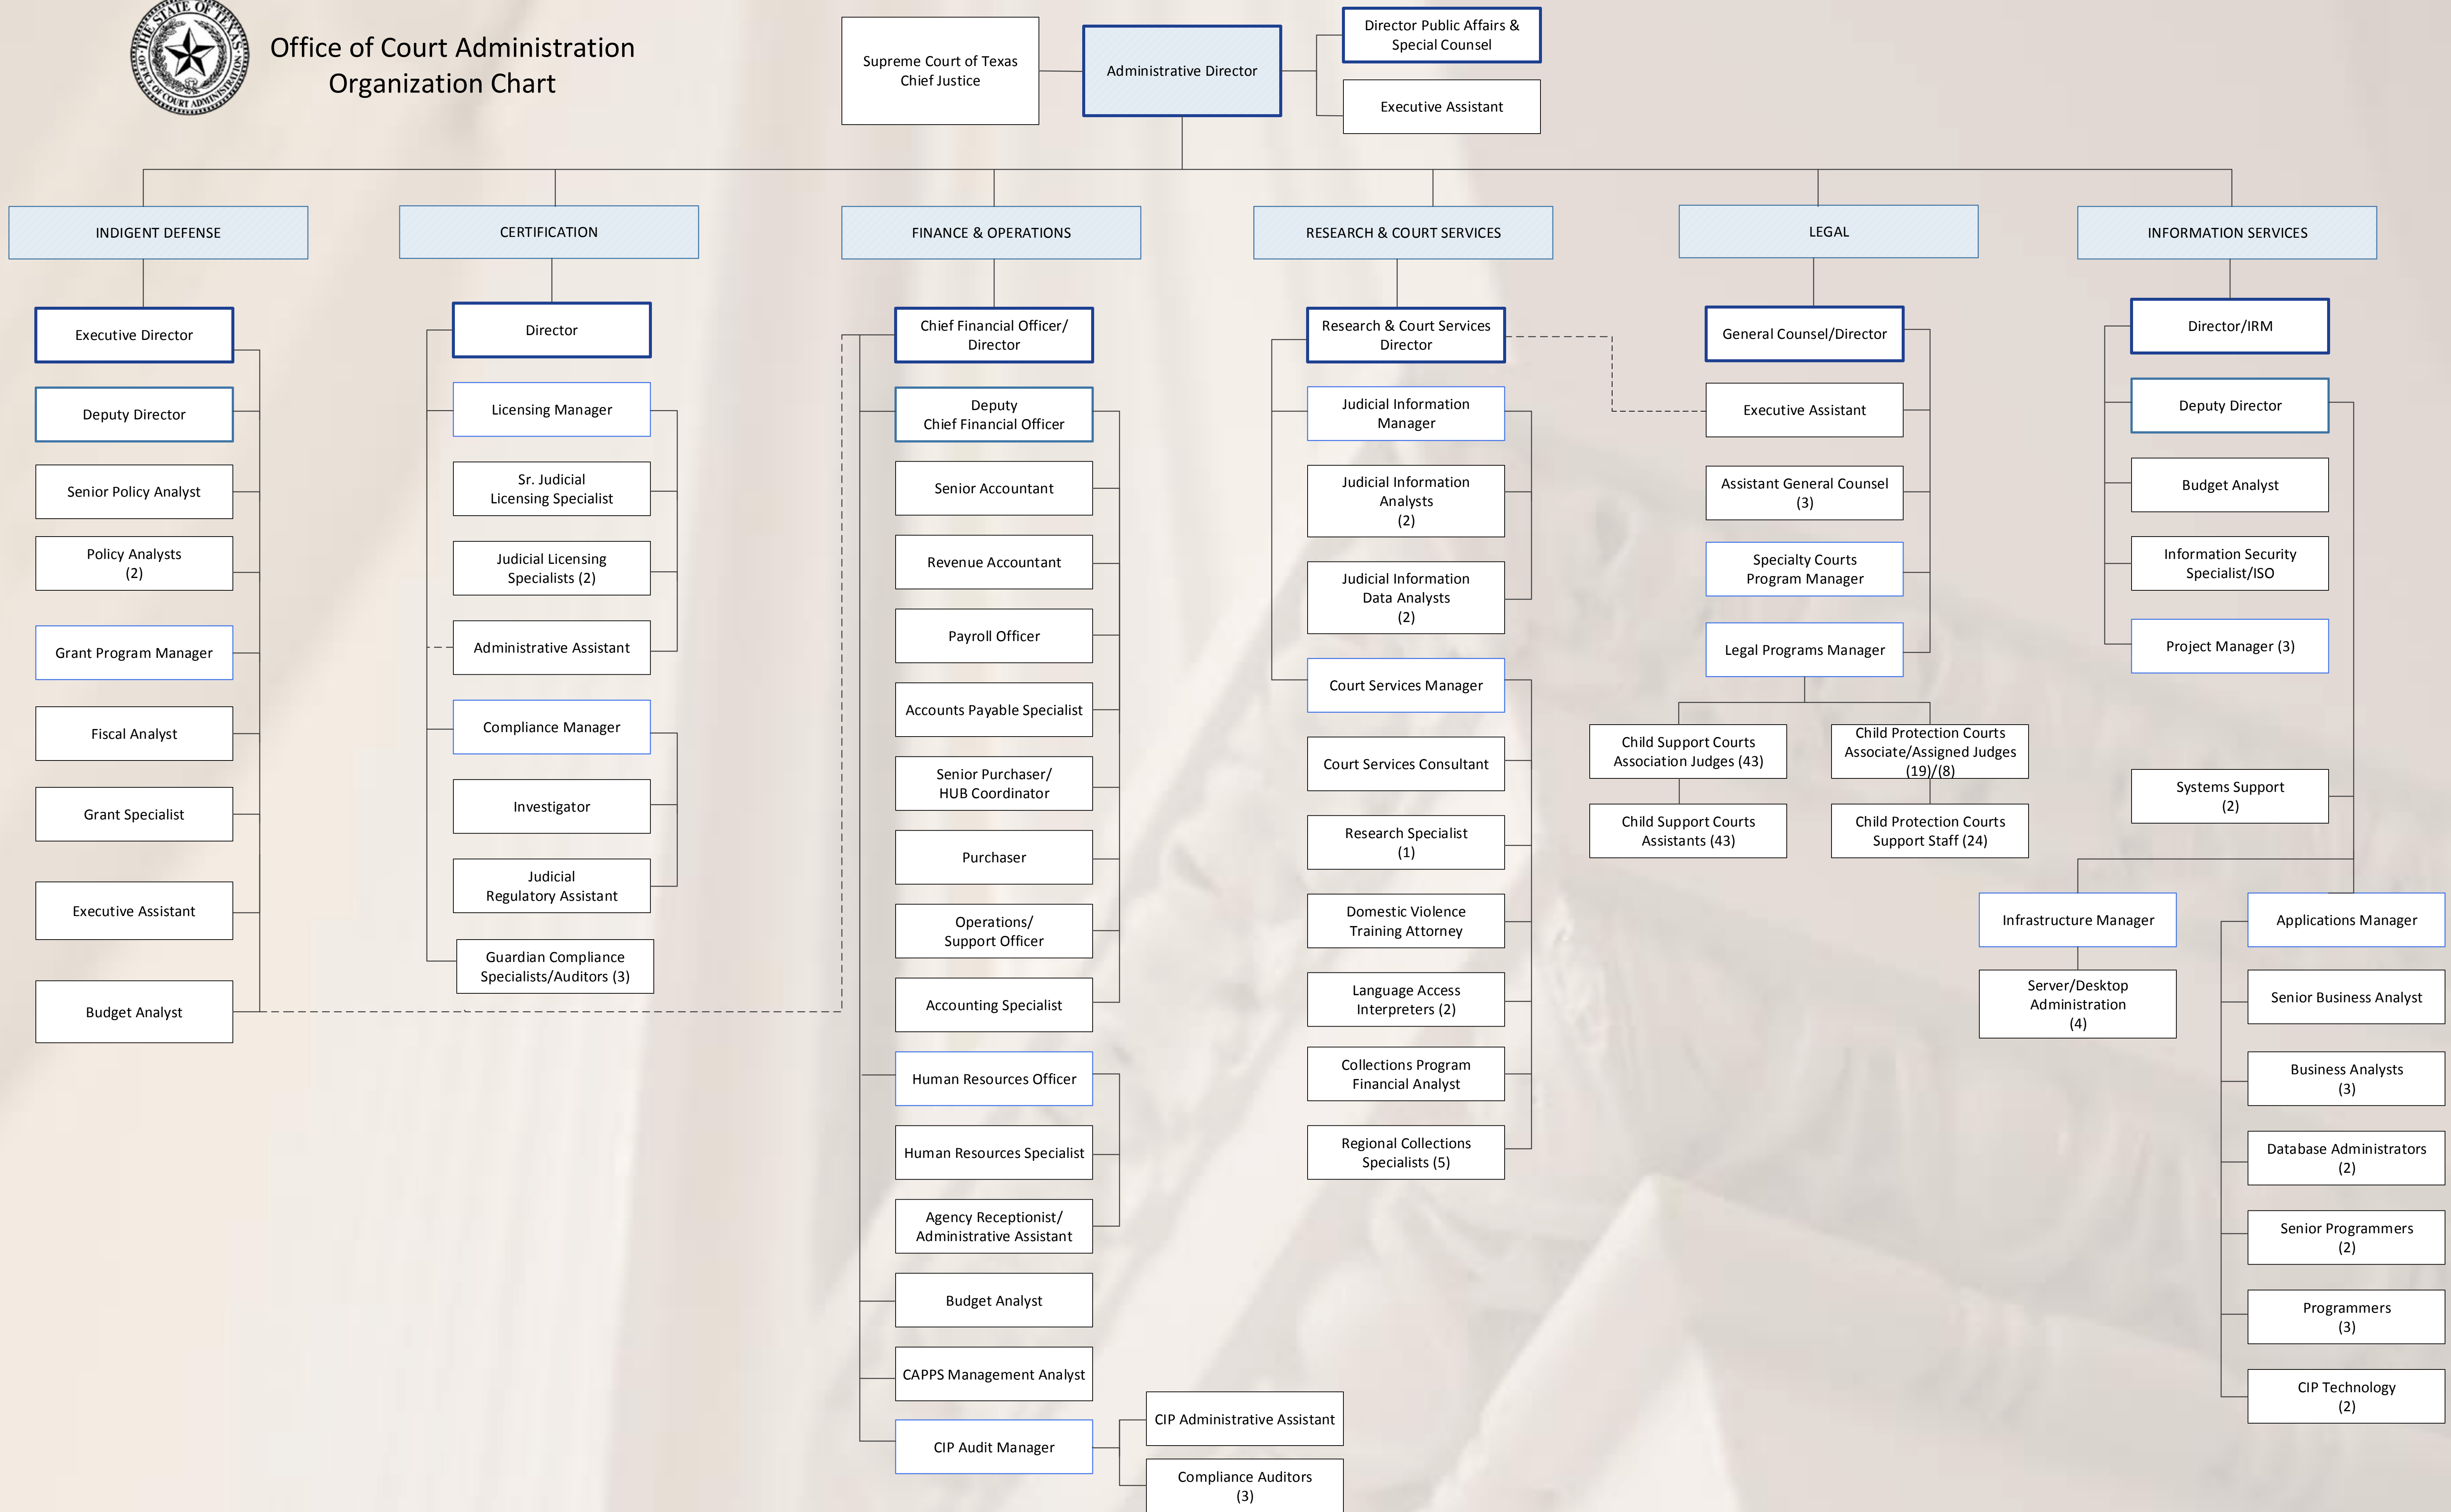 THE STATE OF TEXAS
OFFICE OF COURT ADMINISTRATION
Office of Court Administration
Organization Chart
Supreme Court of Texas
Chief Justice
Administrative Director
Director Public Affairs &
Special Counsel
Executive Assistant
INDIGENT DEFENSE
CERTIFICATION
FINANCE & OPERATIONS
RESEARCH & COURT SERVICES
LEGAL
INFORMATION SERVICES
Executive Director
Deputy Director
Senior Policy Analyst
Policy Analysts
(2)
Grant Program Manager
Fiscal Analyst
Grant Specialist
Executive Assistant
Budget Analyst
Director
Licensing Manager
Sr. Judicial
Licensing Specialist
Judicial Licensing
Specialists (2)
Administrative Assistant
Compliance Manager
Investigator
Judicial
Regulatory Assistant
Guardian Compliance
Specialists/Auditors (3)
Chief Financial Officer/
Director
Deputy
Chief Financial Officer
Senior Accountant
Revenue Accountant
Payroll Officer
Accounts Payable Specialist
Senior Purchaser/
HUB Coordinator
Purchaser
Operations/
Support Officer
Accounting Specialist
Human Resources Officer
Human Resources Specialist
Agency Receptionist/
Administrative Assistant
Budget Analyst
CAPPS Management Analyst
CIP Audit Manager
CIP Administrative Assistant
Compliance Auditors
(3)
Research & Court Services
Director
Judicial Information
Manager
Judicial Information
Analysts
(2)
Judicial Information
Data Analysts
(2)
Court Services Manager
Court Services Consultant
Research Specialist
(1)
Domestic Violence
Training Attorney
Language Access
Interpreters (2)
Collections Program
Financial Analyst
Regional Collections
Specialists (5)
General Counsel/Director
Executive Assistant
Assistant General Counsel
(3)
Specialty Courts
Program Manager
Legal Programs Manager
Child Support Courts
Association Judges (43)
Child Support Courts
Assistants (43)
Child Protection Courts
Associate/Assigned Judges
(19)/(8)
Child Protection Courts
Support Staff (24)
Director/IRM
Deputy Director
Budget Analyst
Information Security
Specialist/ISO
Project Manager (3)
Systems Support
(2)
Infrastructure Manager
Server/Desktop
Administration
(4)
Applications Manager
Senior Business Analyst
Business Analysts
(3)
Database Administrators
(2)
Senior Programmers
(2)
Programmers
(3)
CIP Technology
(2)